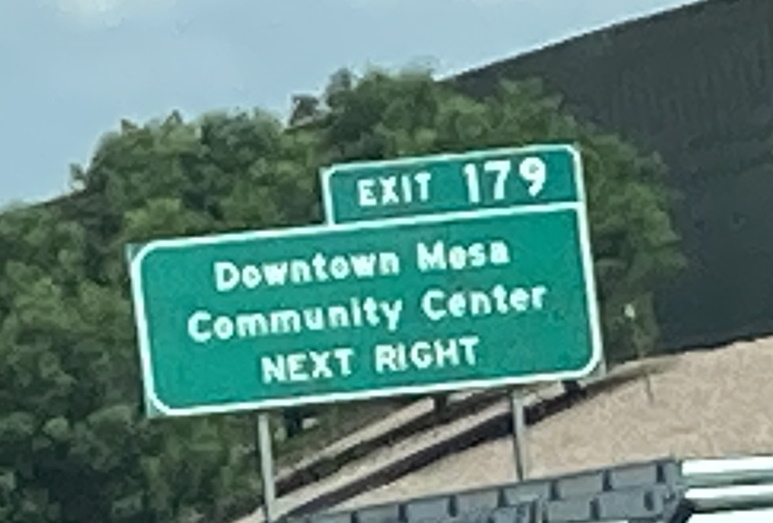 EXIT 179
Downtown Mesa
Community Center
NEXT RIGHT